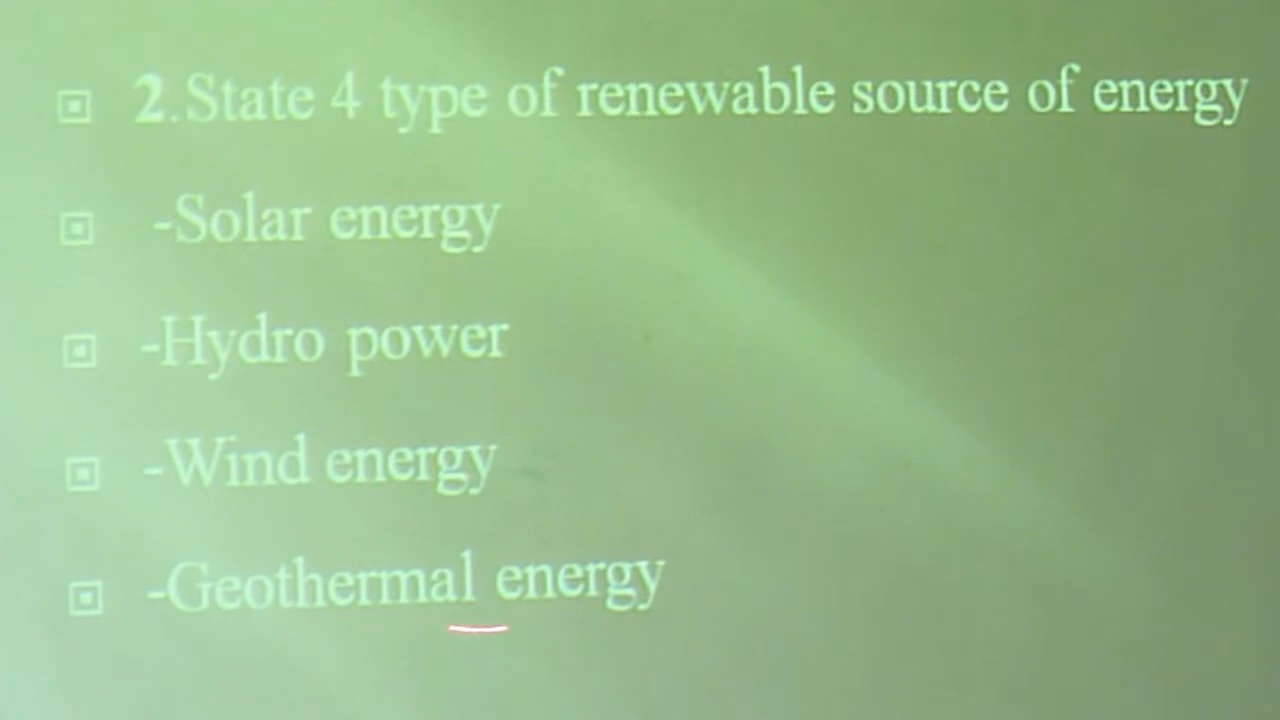 2.State 4 type of renewable source of energy
-Solar energy
-Hydro power
-Wind energy
-Geothermal energy